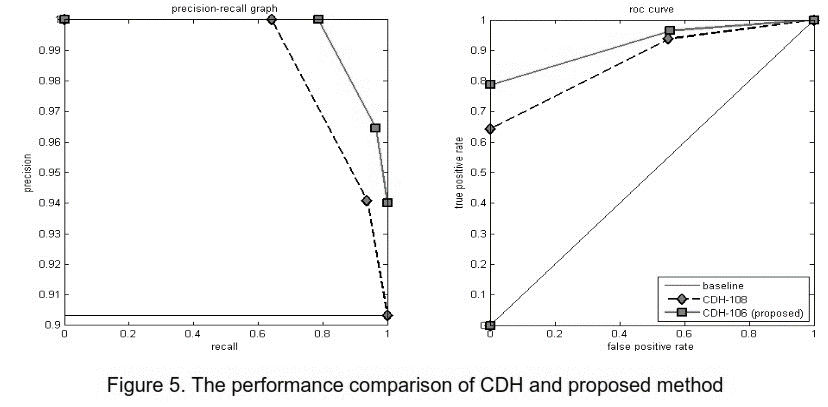 precision-recall graph
1
0.99
0.98
0.97
0.96
0.95
0.94
0.93
0.92
0.91
0.9
0 0.2 0.4 0.6 0.8 1
precision
recall
roc curve
1
0.9
0.8
0.7
0.6
0.5
0.4
0.3
0.2
0.1
0
0 0.2 0.4 0.6 0.8 1
true positive rate
false positive rate
baseline
CDH-108
CDH-106 (proposed)
Figure 5. The performance comparison of CDH and proposed method